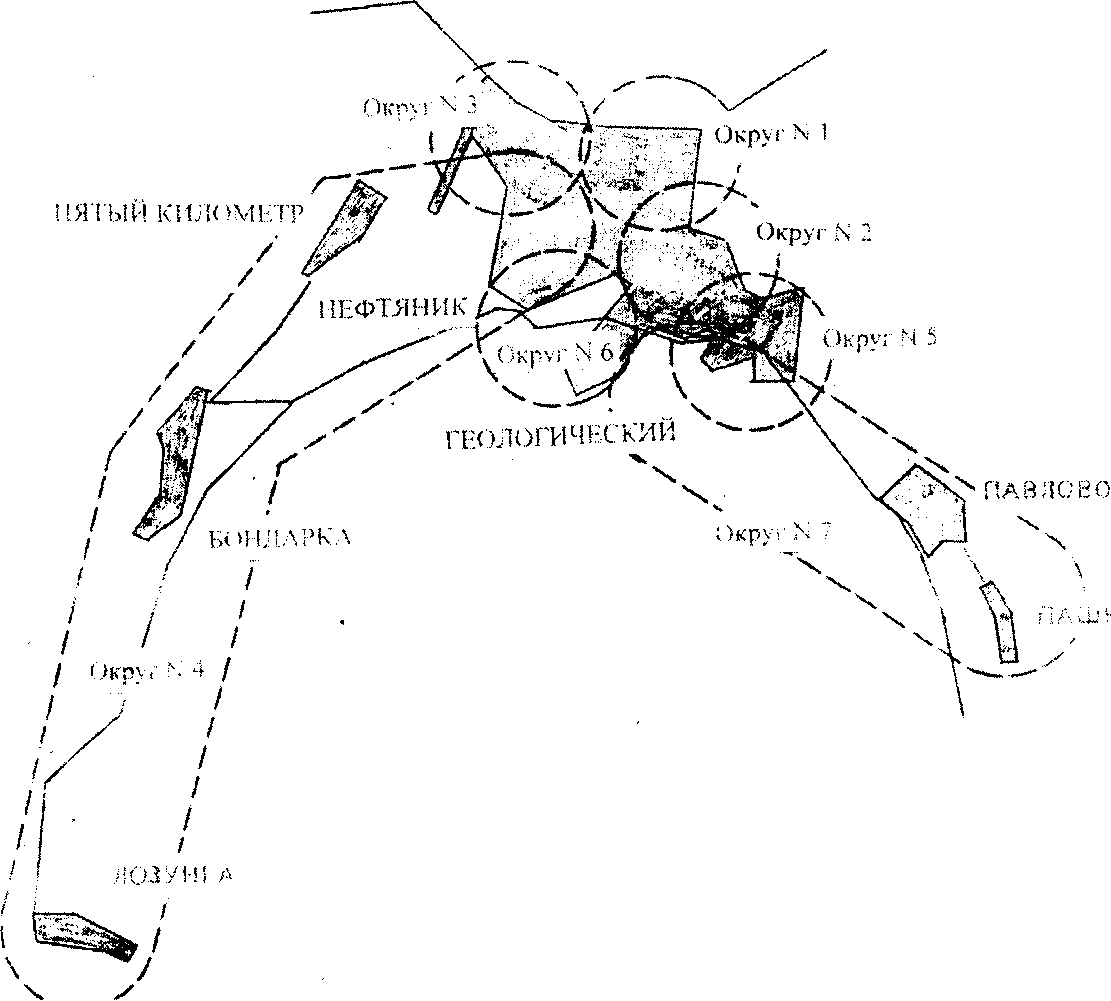 Округ N 3
Округ N 1
ПЯТЫЙ КИЛОМЕТР
Округ N 2
НЕФТЯНИК
Округ N 5
Округ N 6
ГЕОЛОГИЧЕСКИЙ
ПАВЛОВО
Округ N 7
БОНДАРКА
Округ N 4
ЛОЗУНГА